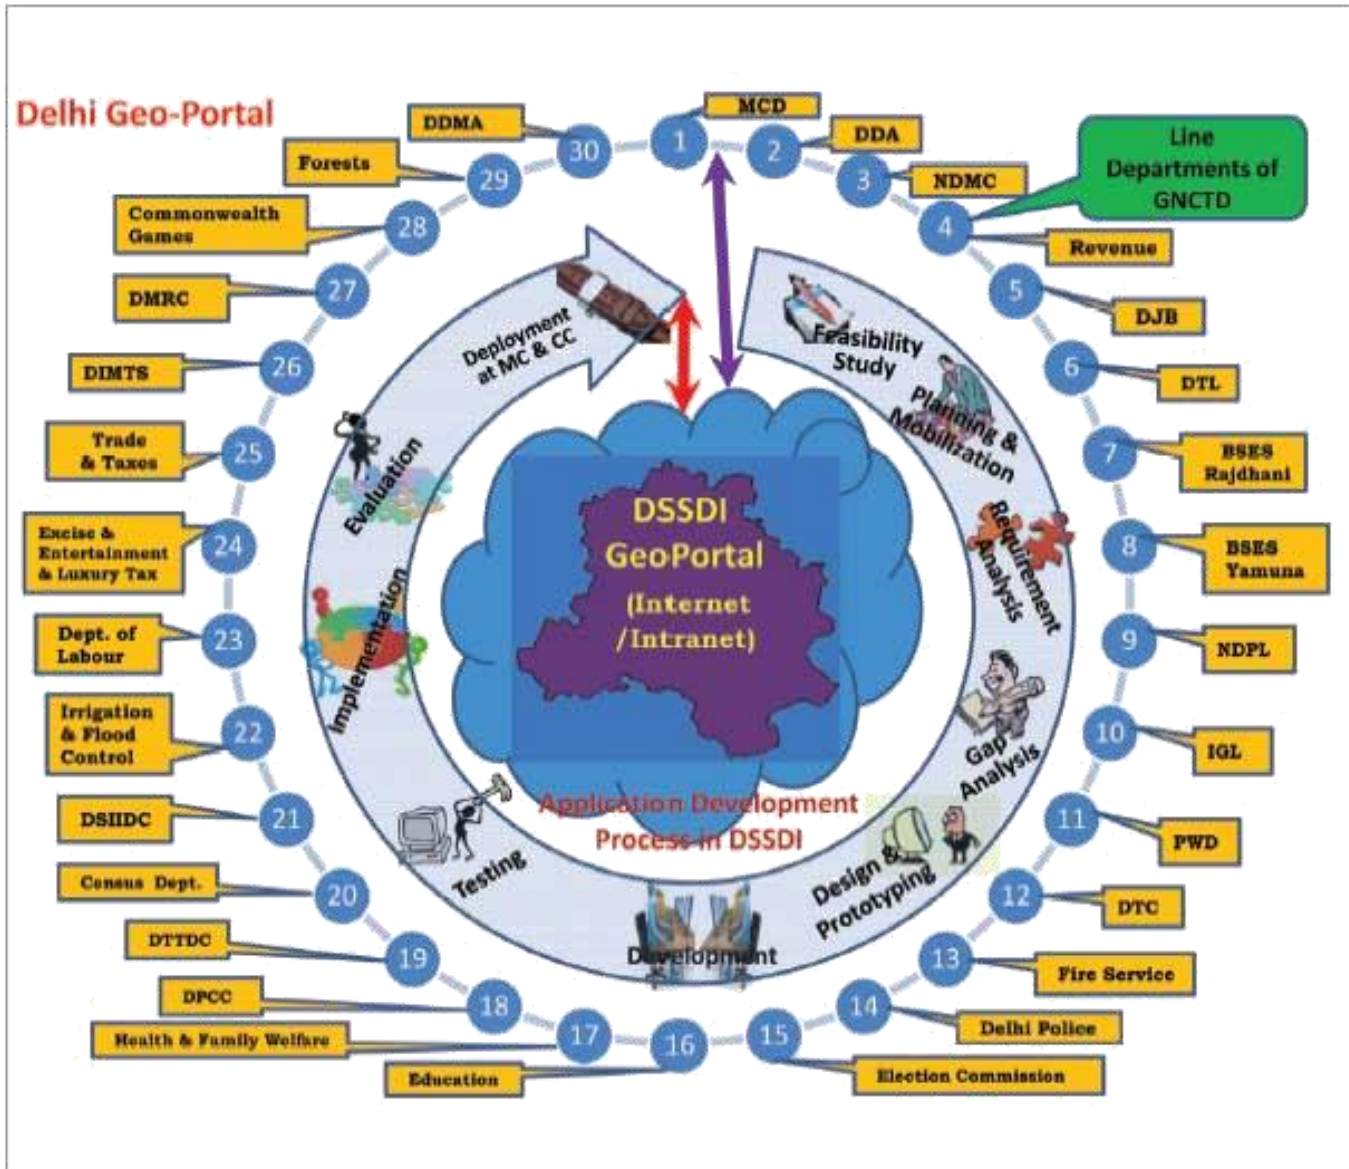 Delhi Geo-Portal
1
MCD
2
DDA
3
NDMC
4
Line
Departments of
GNCTD
Revenue
5
DJB
6
DTL
7
BSES
Rajdhani
8
BSES
Yamuna
9
NDPL
10
IGL
11
PWD
12
DTC
13
Fire Service
14
Delhi Police
15
Election Commission
16
Education
17
Health & Family Welfare
18
DPCC
19
DTTDC
20
Census Dept.
21
DSIIDC
22
Irrigation
& Flood
Control
23
Dept. of
Labour
24
Excise &
Entertainment
& Luxury Tax
25
Trade
& Taxes
26
DIMTS
27
DMRC
28
Commonwealth
Games
29
Forests
30
DDMA
Feasibility
Study
Planning &
Mobilization
Requirement
Analysis
Gap
Analysis
Design &
Prototyping
Development
Testing
Implementation
Evaluation
Deployment
at MC & CC
DSSDI
GeoPortal
(Internet
/Intranet)
Application Development
Process in DSSDI